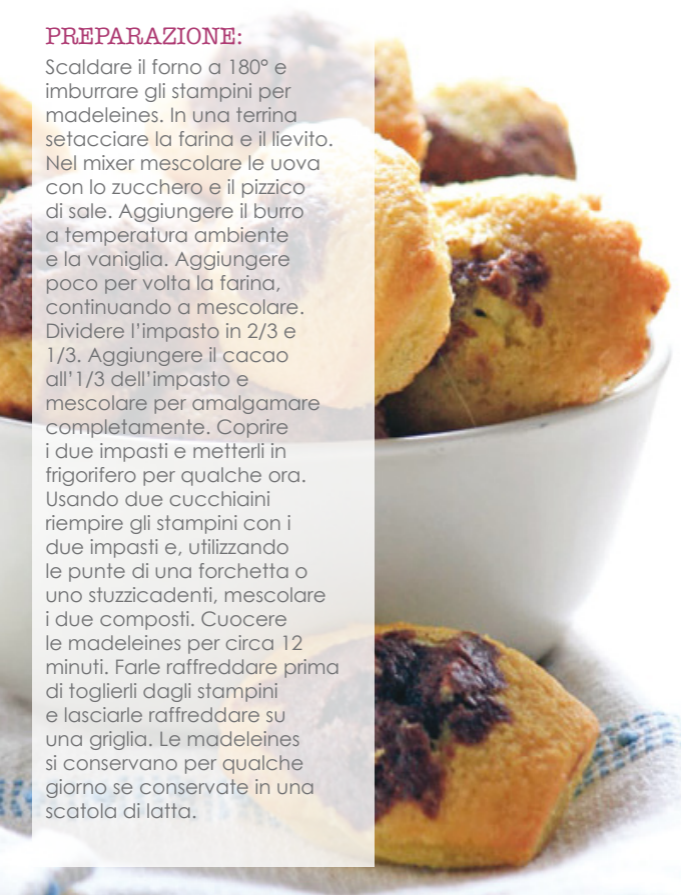 PREPARAZIONE:
Scaldare il forno a 180° e
imburrare gli stampini per
madeleines. In una terrina
setacciare la farina e il lievito.
Nel mixer mescolare le uova
con lo zucchero e il pizzico
di sale. Aggiungere il burro
a temperatura ambiente
e la vaniglia. Aggiungere
poco per volta la farina,
continuando a mescolare.
Dividere l'impasto in 2/3 e
1/3. Aggiungere il cacao
all'1/3 dell'impasto e
mescolare per amalgamare
completamente. Coprire
i due impasti e metterli in
frigorifero per qualche ora.
Usando due cucchiaini
riempire gli stampini con i
due impasti e, utilizzando
le punte di una forchetta o
uno stuzzicadenti, mescolare
i due composti. Cuocere
le madeleines per circa 12
minuti. Farle raffreddare prima
di toglierli dagli stampini
e lasciarle raffreddare su
una griglia. Le madeleines
si conservano per qualche
giorno se conservate in una
scatola di latta.